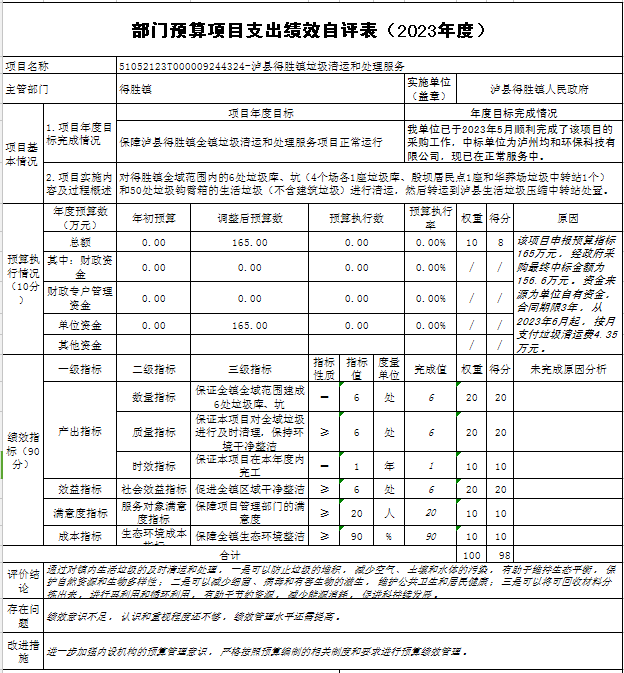 部门预算项目支出绩效自评表（2023年度）
项目名称 51052123T000009244324-泸县得胜镇垃圾清运和处理服务
主管部门 得胜镇 实施单位（盖章） 泸县得胜镇人民政府
项目基本情况 1.项目年度目标完成情况 项目年度目标 年度目标完成情况
保障泸县得胜镇全镇垃圾清运和处理服务项目正常运行
我单位已于2023年5月顺利完成了该项目的
采购工作，中标单位为泸州均和环保科技有
限公司，现已在正常服务中。
2.项目实施内容及过程概述
对得胜镇全域范围内的6处垃圾库、坑（4个场各1座垃圾库、殷坝居民点1座和华莽场垃圾中转站1个）
和50处垃圾钩臂箱的生活垃圾（不含建筑垃圾）进行清运，然后转运到泸县生活垃圾压缩中转站处置。
预算执行情况（10分） 年度预算数（万元） 年初预算 调整后预算数 预算执行数 预算执行率 权重 得分 原因
总额 0.00 165.00 0.00 0.00% 10 8
其中：财政资金 0.00 0.00 0.00 0.00% / /
财政专户管理资金 0.00 0.00 0.00 0.00% / /
单位资金 0.00 165.00 0.00 0.00% / /
其他资金 / /
该项目申报预算指标
165万元，经政府采
购最终中标金额为
156.6万元。资金来
源为单位自有资金，
合同期限3年，从
2023年6月起，按月
支付垃圾清运费4.35
万元。
绩效指标（90分） 一级指标 二级指标 三级指标 指标性质 指标值 度量单位 完成值 权重 得分 未完成原因分析
产出指标 数量指标 保证全镇全域范围建成6处垃圾库、坑 ＝ 6 处 6 20 20
质量指标 保证本项目对全域垃圾进行及时清理，保持环境干净整洁 ≥ 6 处 6 20 20
时效指标 保证本项目在本年度内完工 ＝ 1 年 1 10 10
效益指标 社会效益指标 促进全镇区域干净整洁 ≥ 6 处 6 20 20
满意度指标 服务对象满意度指标 保障项目管理部门的满意度 ≥ 20 人 20 10 10
成本指标 生态环境成本指标 保障全镇生态环境整洁 ≥ 90 % 90 10 10
合计 100 98
评价结论
通过对镇内生活垃圾的及时清运和处理，一是可以防止垃圾的堆积，减少空气、土壤和水体的污染，有助于维持生态平衡，保
护自然资源和生物多样性；二是可以减少细菌、病毒和有害生物的滋生，维护公共卫生和居民健康；三是可以将可回收材料分
拣出来，进行再利用和循环利用，有助于节约资源，减少能源消耗，促进可持续发展。
存在问题 绩效意识不足，认识和重视程度还不够，绩效管理水平还需提高。
改进措施 进一步加强内设机构的预算管理意识，严格按照预算编制的相关制度和要求进行预算绩效管理。